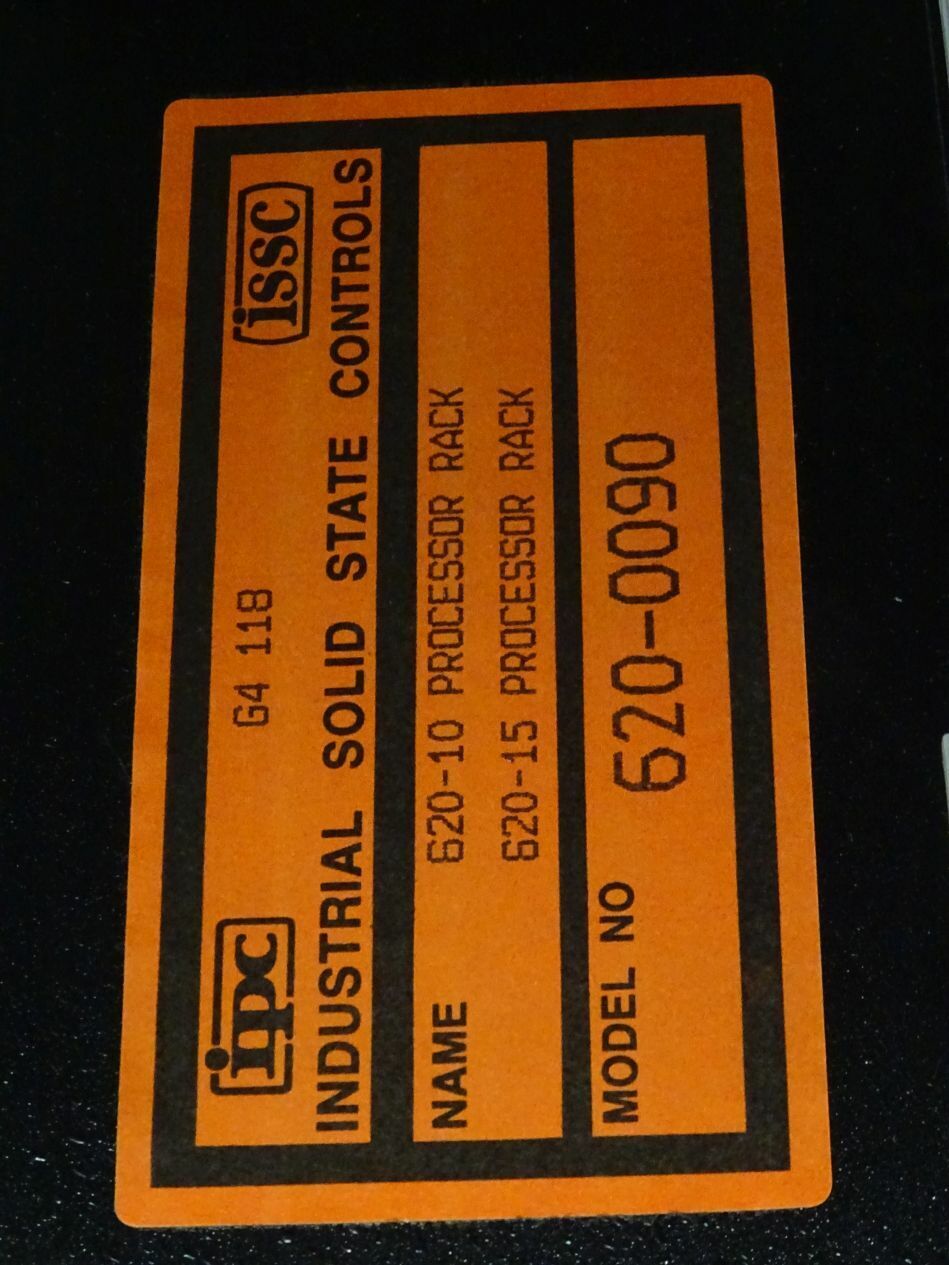 ipc G4 118 issc
INDUSTRIAL SOLID STATE CONTROLS
NAME 620-10 PROCESSOR RACK
620-15 PROCESSOR RACK
MODEL NO 620-0090